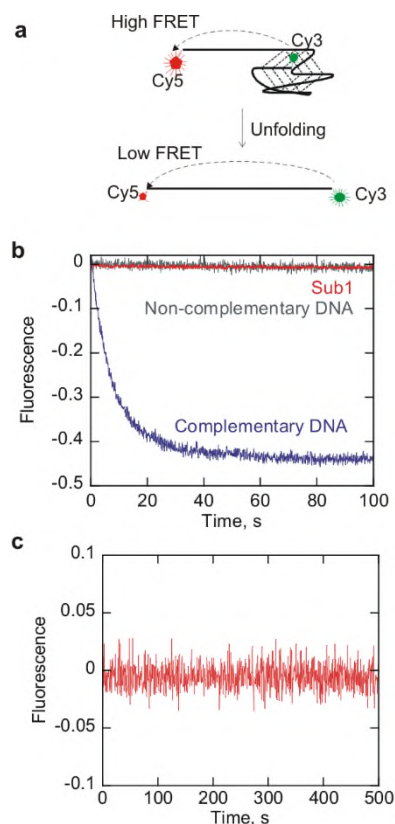 a
High FRET
Cy3
Cy5
Unfolding
Low FRET
Cy5
Cy3
b
0
Sub1
-0.1
Non-complementary DNA
-0.2
Fluorescence
-0.3
Complementary DNA
-0.4
-0.5
0 20 40 60 80 100
Time, s
c
0.1
0.05
Fluorescence
0
-0.05
-0.1
0 100 200 300 400 500
Time, s